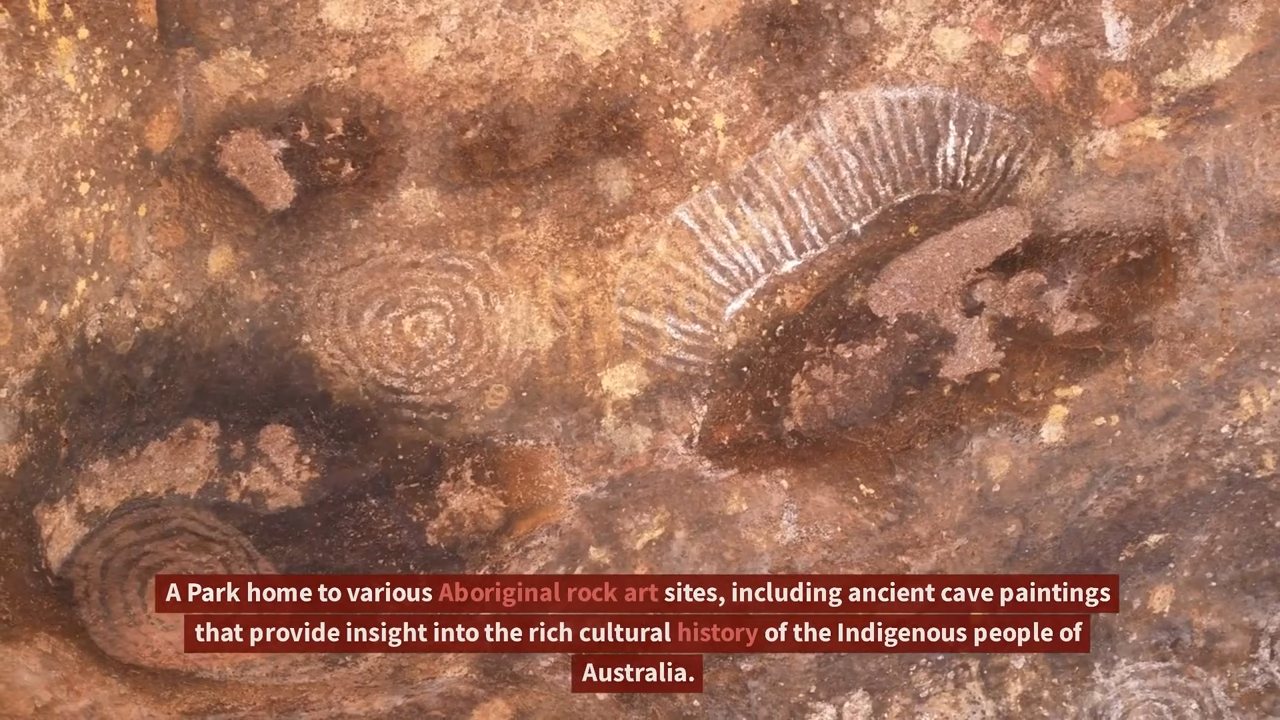 A Park home to various Aboriginal rock art sites, including ancient cave paintings
that provide insight into the rich cultural history of the Indigenous people of
Australia.